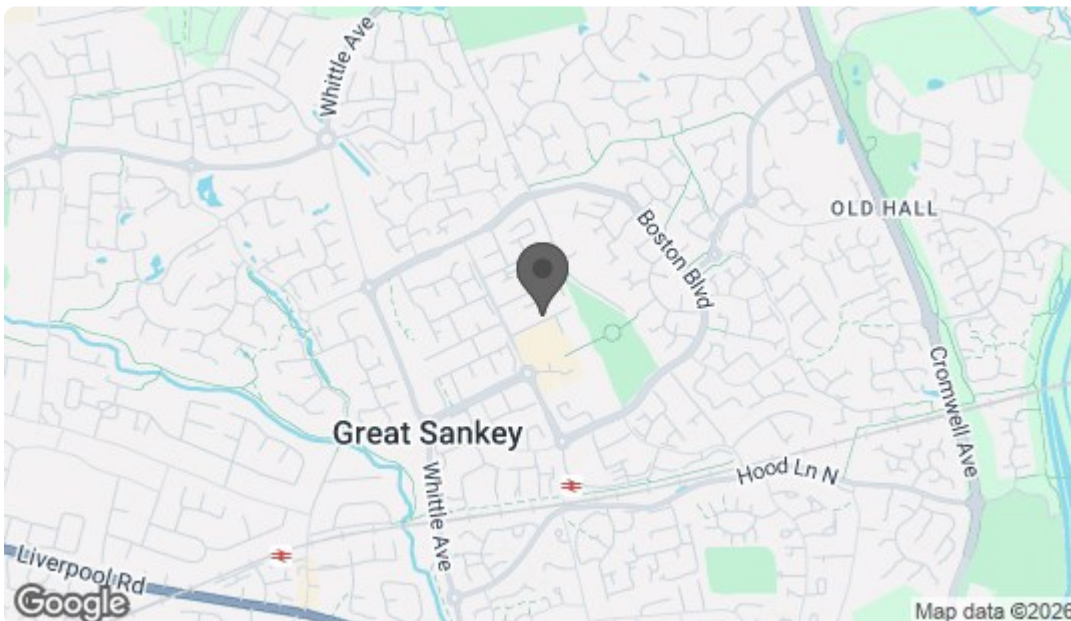 Whittle Ave
OLD HALL
Boston Blvd
Cromwell Ave
Great Sankey
Hood Ln N
Whittle Ave
Liverpool Rd
Google
Map data ©2026